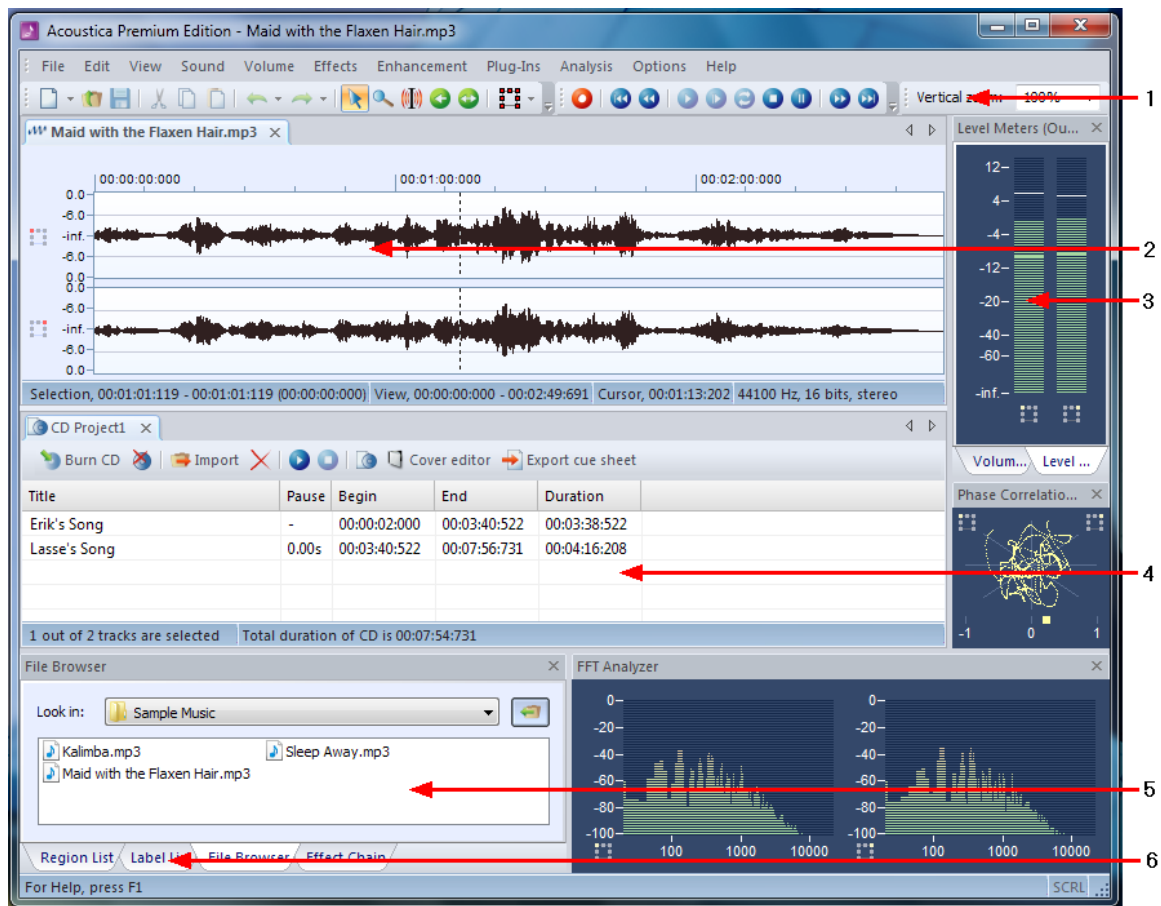 Acoustica Premium Edition - Maid with the Flaxen Hair.mp3
File Edit View Sound Volume Effects Enhancement Plug-Ins Analysis Options Help
Vertical zoom: 100% 1
Maid with the Flaxen Hair.mp3
Level Meters (Ou...
00:00:00:000 00:01:00:000 00:02:00:000
0.0
-6.0
-inf.
-6.0
0.0
0.0
-6.0
-inf.
-6.0
0.0
2
12
4
-4
-12
-20
-40
-60
-inf.
3
Selection, 00:01:01:119 - 00:01:01:119 (00:00:00:000) View, 00:00:00:000 - 00:02:49:691 Cursor, 00:01:13:202 44100 Hz, 16 bits, stereo
Volum... Level ...
CD Project1
Burn CD Import Cover editor Export cue sheet
Title Pause Begin End Duration
Erik's Song - 00:00:02:000 00:03:40:522 00:03:38:522
Lasse's Song 0.00s 00:03:40:522 00:07:56:731 00:04:16:208
4
1 out of 2 tracks are selected Total duration of CD is 00:07:54:731
Phase Correlatio...
-1 0 1
File Browser
Look in: Sample Music
Kalimba.mp3 Sleep Away.mp3
Maid with the Flaxen Hair.mp3
5
Region List Label List File Browser Effect Chain
6
FFT Analyzer
0
-20
-40
-60
-80
-100
100 1000 10000
0
-20
-40
-60
-80
-100
100 1000 10000
For Help, press F1
SCRL